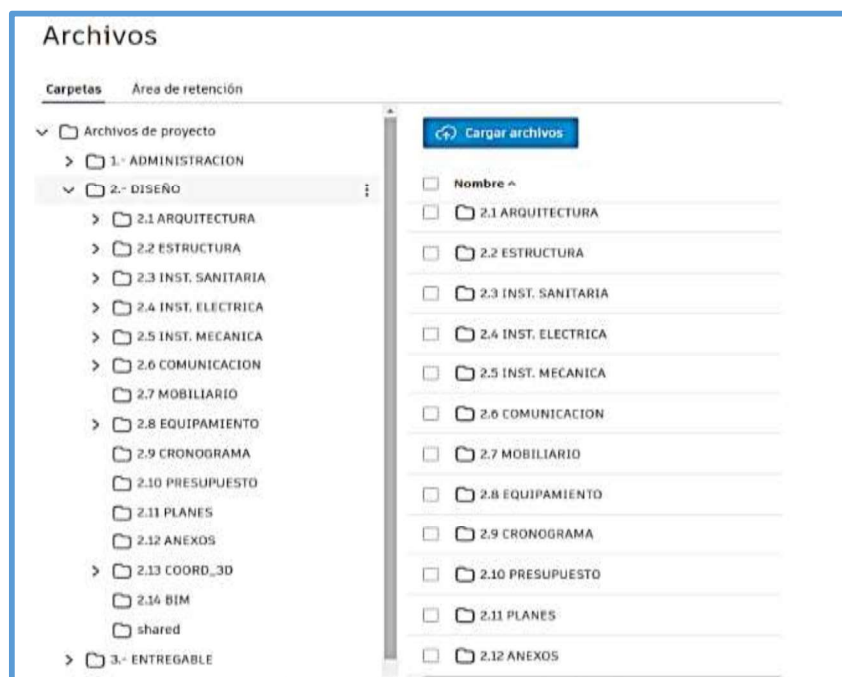 Archivos
Carpetas Área de retención
Archivos de proyecto
1.- ADMINISTRACION
2.- DISEÑO
2.1 ARQUITECTURA
2.2 ESTRUCTURA
2.3 INST. SANITARIA
2.4 INST. ELECTRICA
2.5 INST. MECANICA
2.6 COMUNICACION
2.7 MOBILIARIO
2.8 EQUIPAMIENTO
2.9 CRONOGRAMA
2.10 PRESUPUESTO
2.11 PLANES
2.12 ANEXOS
2.13 COORD_3D
2.14 BIM
shared
3.- ENTREGABLE
Cargar archivos
Nombre
2.1 ARQUITECTURA
2.2 ESTRUCTURA
2.3 INST. SANITARIA
2.4 INST. ELECTRICA
2.5 INST. MECANICA
2.6 COMUNICACION
2.7 MOBILIARIO
2.8 EQUIPAMIENTO
2.9 CRONOGRAMA
2.10 PRESUPUESTO
2.11 PLANES
2.12 ANEXOS